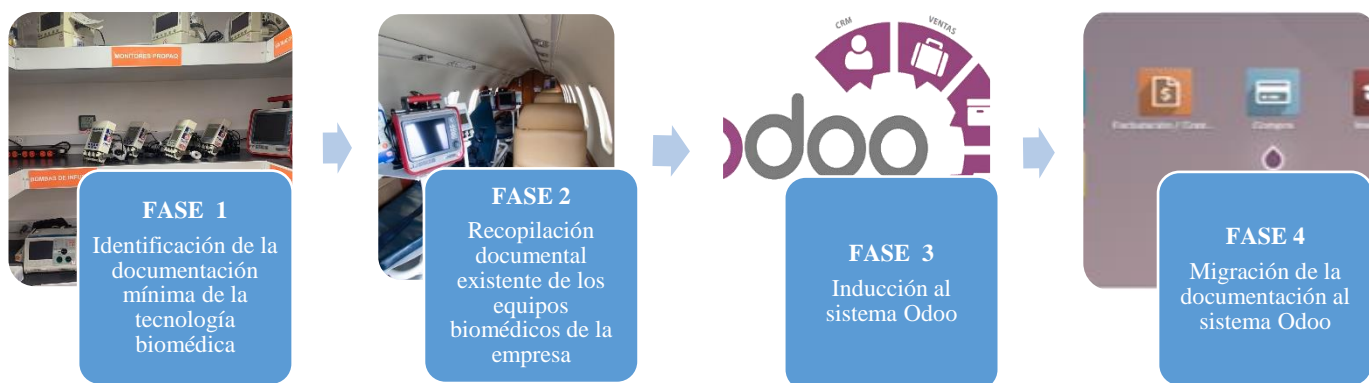 MONITORES PROPAQ
BOMBAS DE INFU
FASE 1
Identificación de la
documentación
mínima de la
tecnología
biomédica
FASE 2
Recopilación
documental
existente de los
equipos
biomédicos de la
empresa
CRM
VENTAS
odoo
FASE 3
Inducción al
sistema Odoo
Compra
FASE 4
Migración de la
documentación al
sistema Odoo